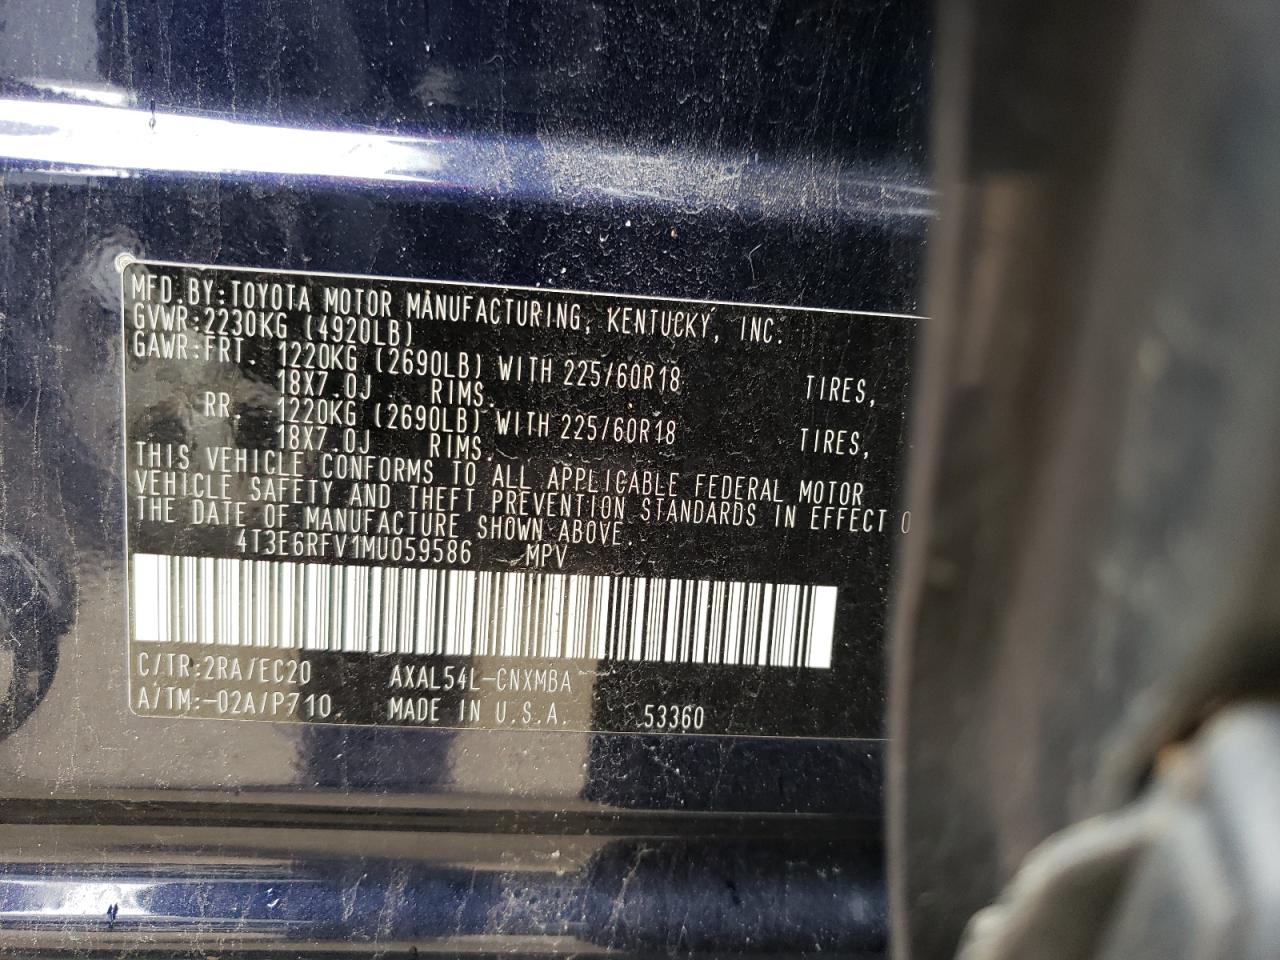 MFD.BY:TOYOTA MOTOR MANUFACTURING, KENTUCKY, INC.
GVWR:2230KG (4920LB)
GAWR:FRT. 1220KG (2690LB) WITH 225/60R18 TIRES,
18X7.0J RIMS.
RR. 1220KG (2690LB) WITH 225/60R18 TIRES,
18X7.0J RIMS.
THIS VEHICLE CONFORMS TO ALL APPLICABLE FEDERAL MOTOR
VEHICLE SAFETY AND THEFT PREVENTION STANDARDS IN EFFECT O
THE DATE OF MANUFACTURE SHOWN ABOVE.
4T3E6RFV1MU059586 MPV
C/TR:2RA/EC20 AXAL54L-CNXMBA
A/TM:-02A/P710 MADE IN U.S.A. 53360